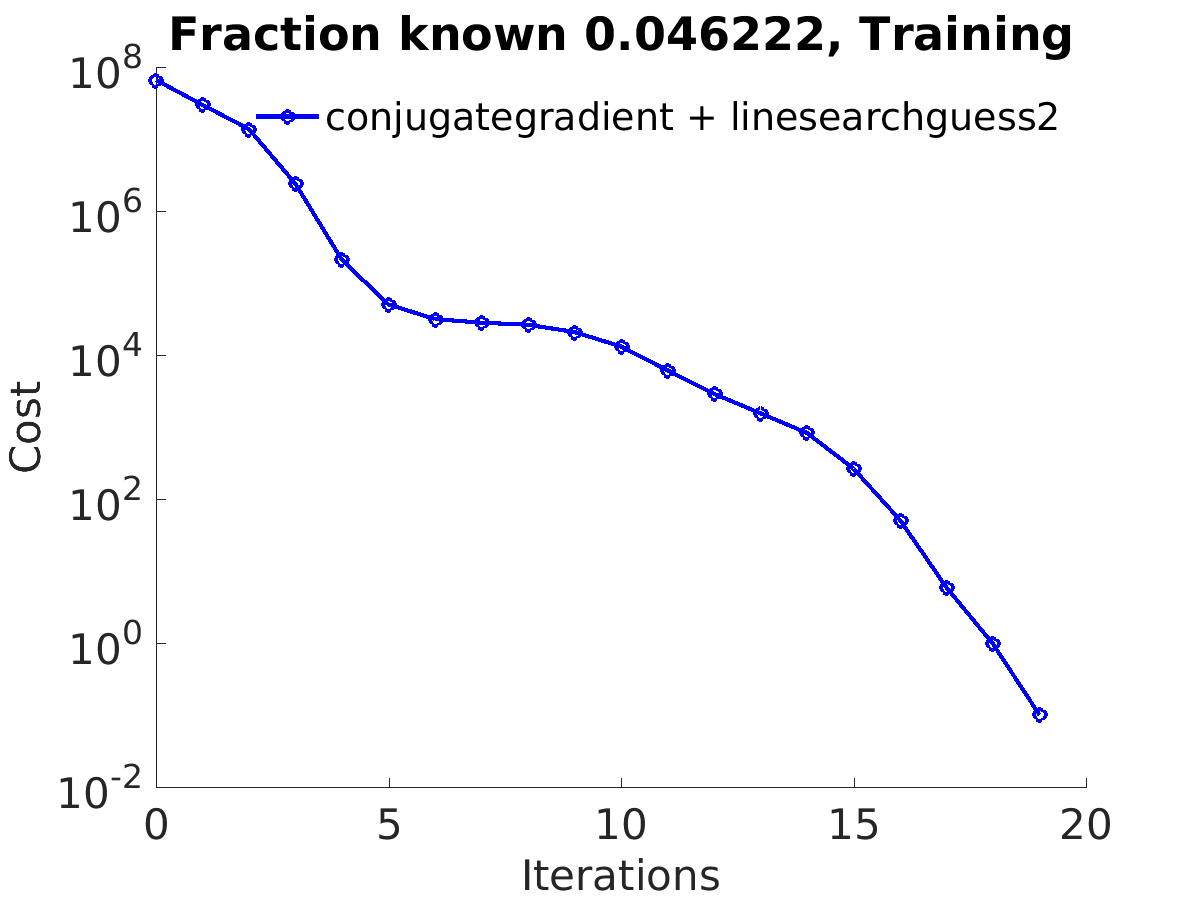 Fraction known 0.046222, Training
conjugategradient + linesearchguess2
10^8
10^6
10^4
10^2
10^0
10^-2
Cost
0 5 10 15 20
Iterations